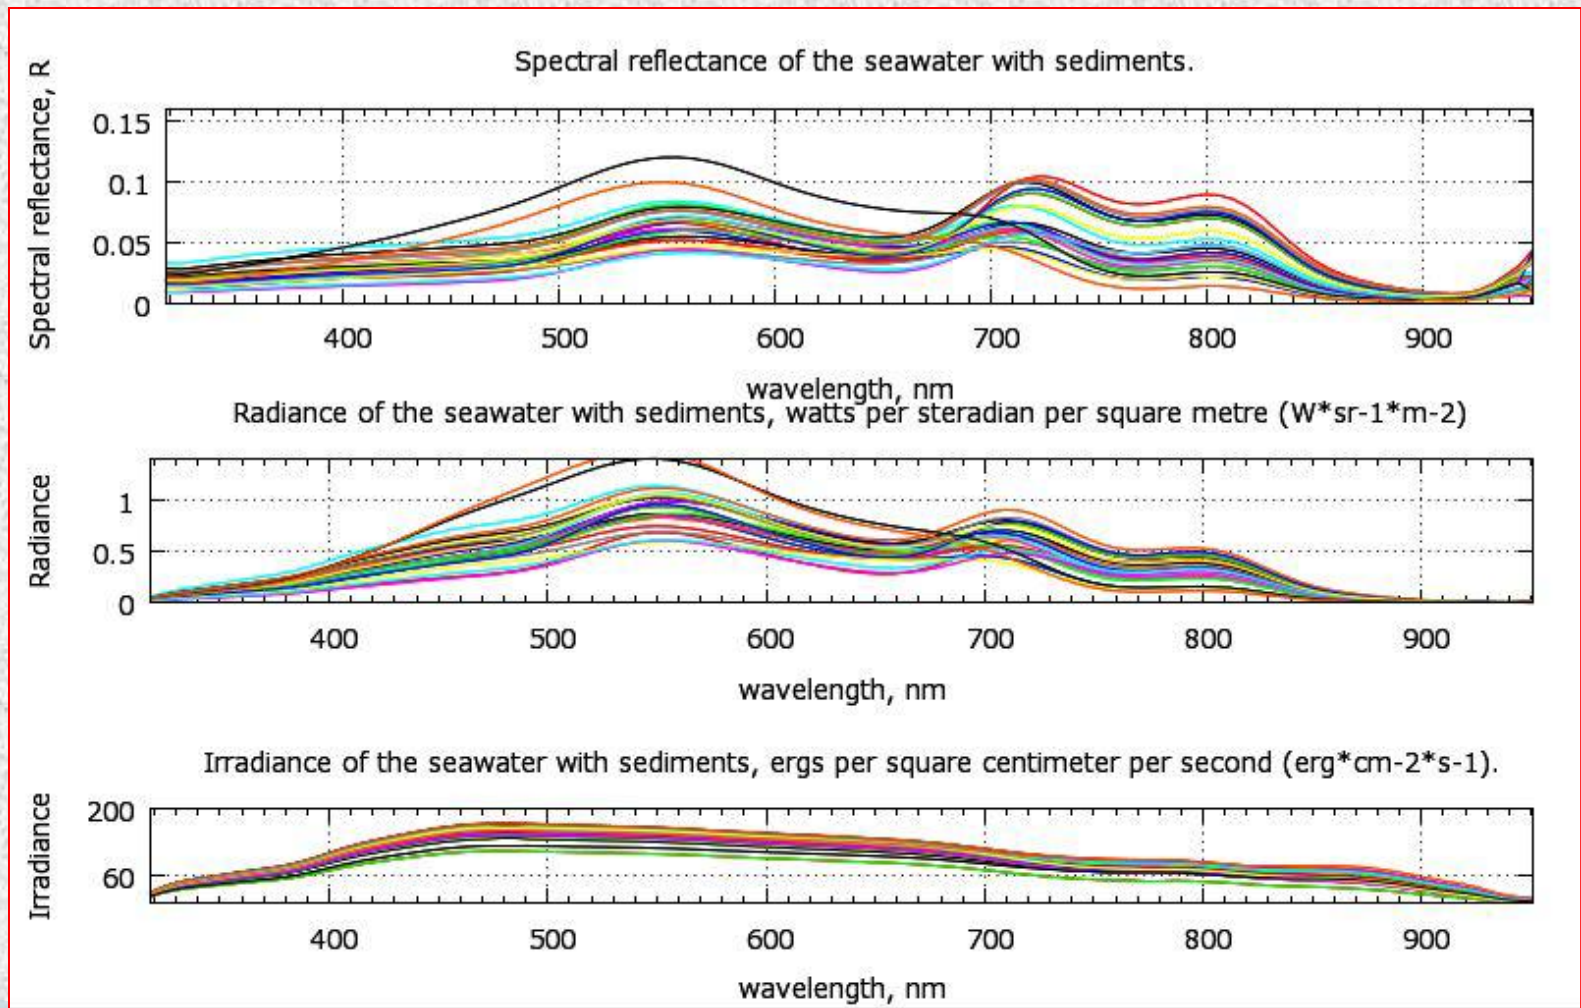 Spectral reflectance of the seawater with sediments.
Spectral reflectance, R
0.15
0.1
0.05
0
400 500 600 700 800 900
wavelength, nm
Radiance of the seawater with sediments, watts per steradian per square metre (W*sr-1*m-2)
Radiance
1
0.5
0
400 500 600 700 800 900
wavelength, nm
Irradiance of the seawater with sediments, ergs per square centimeter per second (erg*cm-2*s-1).
Irradiance
200
60
400 500 600 700 800 900
wavelength, nm